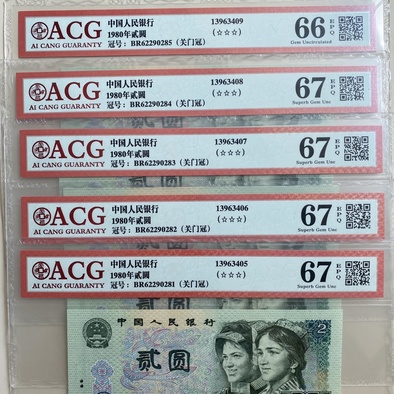 ACG
AI CANG GUARANTY
中国人民银行
1980年贰圆
冠号：BR62290285（关门冠）
13963409
（☆☆☆）
66 EPQ
Gem Uncirculated
ACG
AI CANG GUARANTY
中国人民银行
1980年贰圆
冠号：BR62290284（关门冠）
13963408
（☆☆☆）
67 EPQ
Superb Gem Unc
ACG
AI CANG GUARANTY
中国人民银行
1980年贰圆
冠号：BR62290283（关门冠）
13963407
（☆☆☆）
67 EPQ
Superb Gem Unc
ACG
AI CANG GUARANTY
中国人民银行
1980年贰圆
冠号：BR62290282（关门冠）
13963406
（☆☆☆）
67 EPQ
Superb Gem Unc
ACG
AI CANG GUARANTY
中国人民银行
1980年贰圆
冠号：BR62290281（关门冠）
13963405
（☆☆☆）
67 EPQ
Superb Gem Unc
中国人民银行
贰圆
2